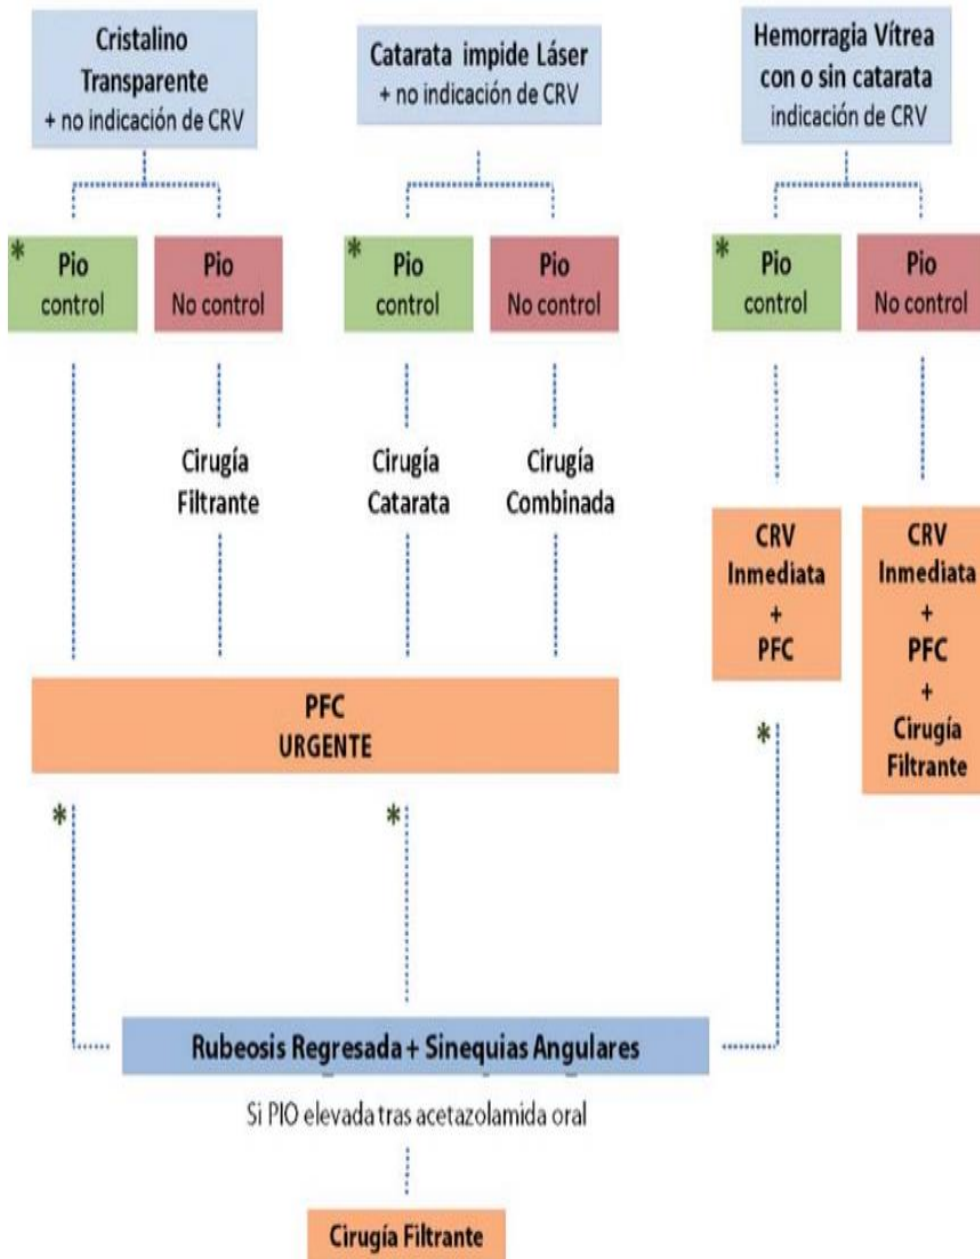 Cristalino
Transparente
+ no indicación de CRV
Catarata impide Láser
+ no indicación de CRV
Hemorragia Vítrea
con o sin catarata
indicación de CRV
* Pio
control
Pio
No control
* Pio
control
Pio
No control
* Pio
control
Pio
No control
Cirugía
Filtrante
Cirugía
Catarata
Cirugía
Combinada
CRV
Inmediata
+
PFC
CRV
Inmediata
+
PFC
+
Cirugía
Filtrante
PFC
URGENTE
*
*
*
Rubeosis Regresada + Sinequias Angulares
Si PIO elevada tras acetazolamida oral
Cirugía Filtrante